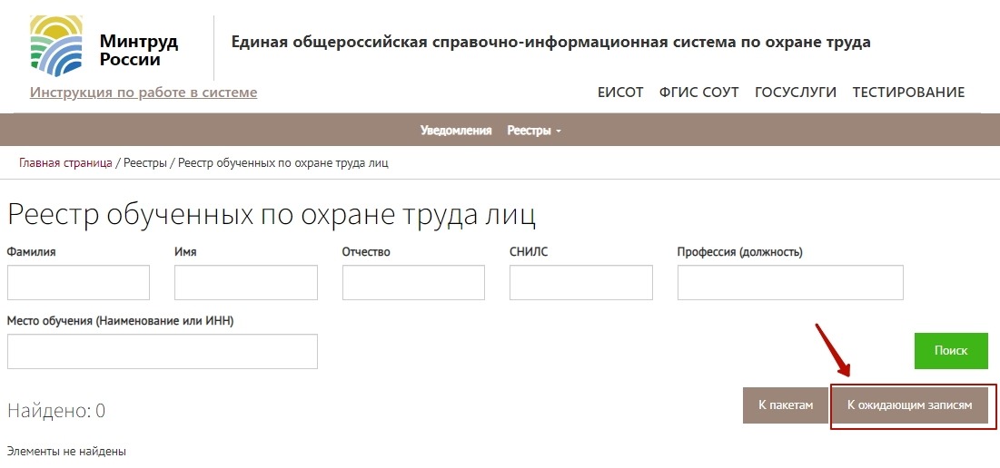 Минтруд
России
Единая общероссийская справочно-информационная система по охране труда
Инструкция по работе в системе
ЕИСОТ ФГИС СОУТ ГОСУСЛУГИ ТЕСТИРОВАНИЕ
Уведомления Реестры
Главная страница / Реестры / Реестр обученных по охране труда лиц
Реестр обученных по охране труда лиц
Фамилия Имя Отчество СНИЛС Профессия (должность)
Место обучения (Наименование или ИНН)
Поиск
Найдено: 0 К пакетам К ожидающим записям
Элементы не найдены